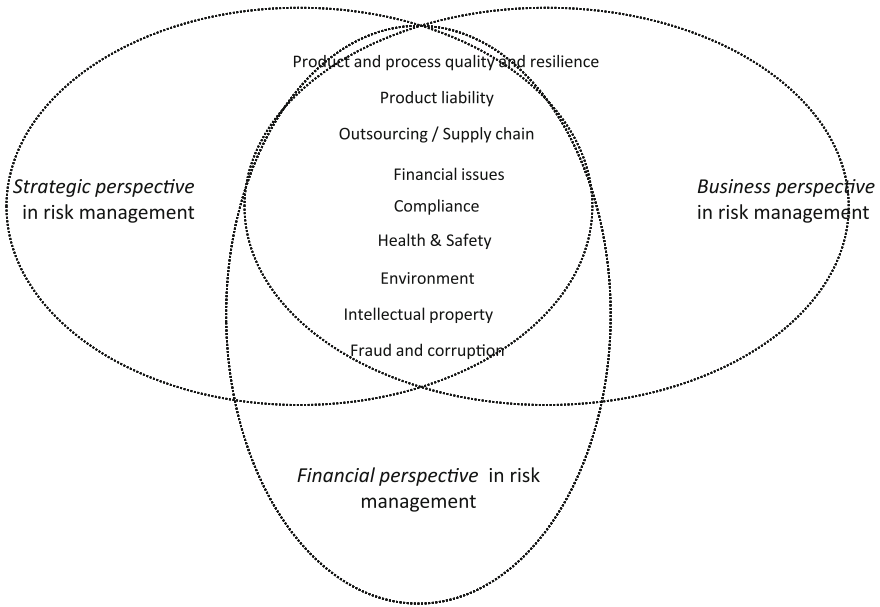 Product and process quality and resilience
Product liability
Outsourcing / Supply chain
Financial issues
Strategic perspective
in risk management
Business perspective
in risk management
Compliance
Health & Safety
Environment
Intellectual property
Fraud and corruption
Financial perspective in risk
management